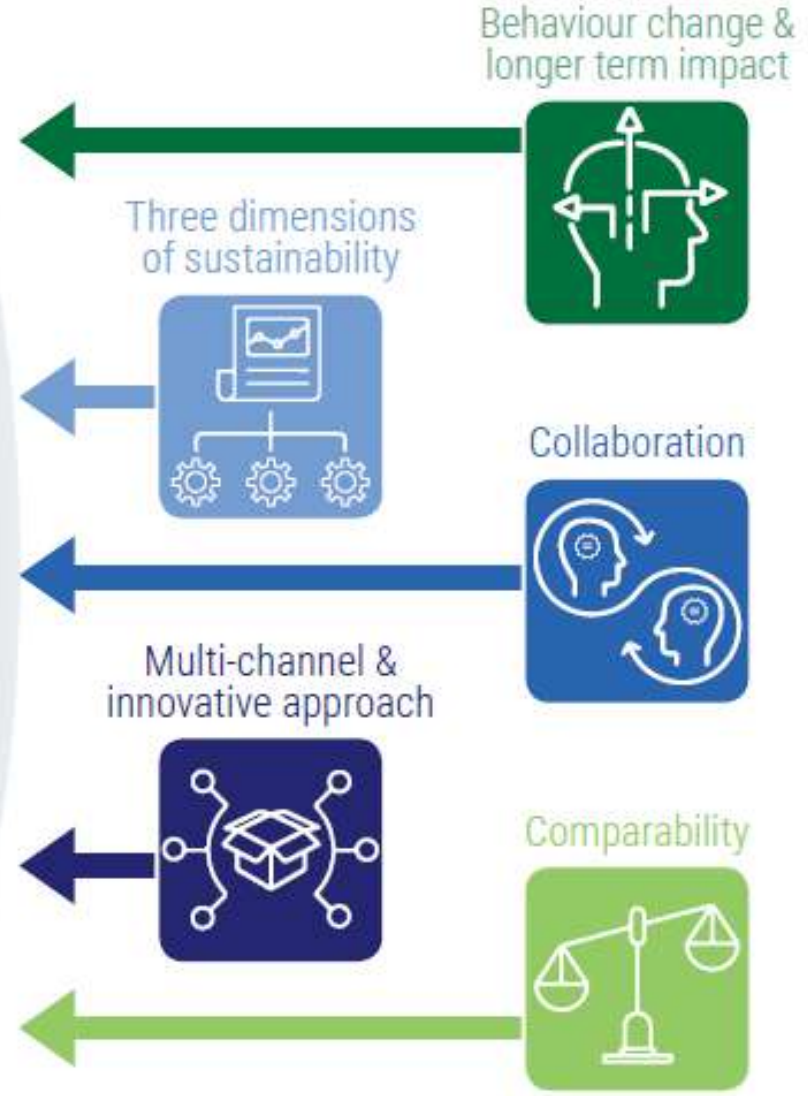 Behaviour change &
longer term impact
Three dimensions
of sustainability
Collaboration
Multi-channel &
innovative approach
Comparability